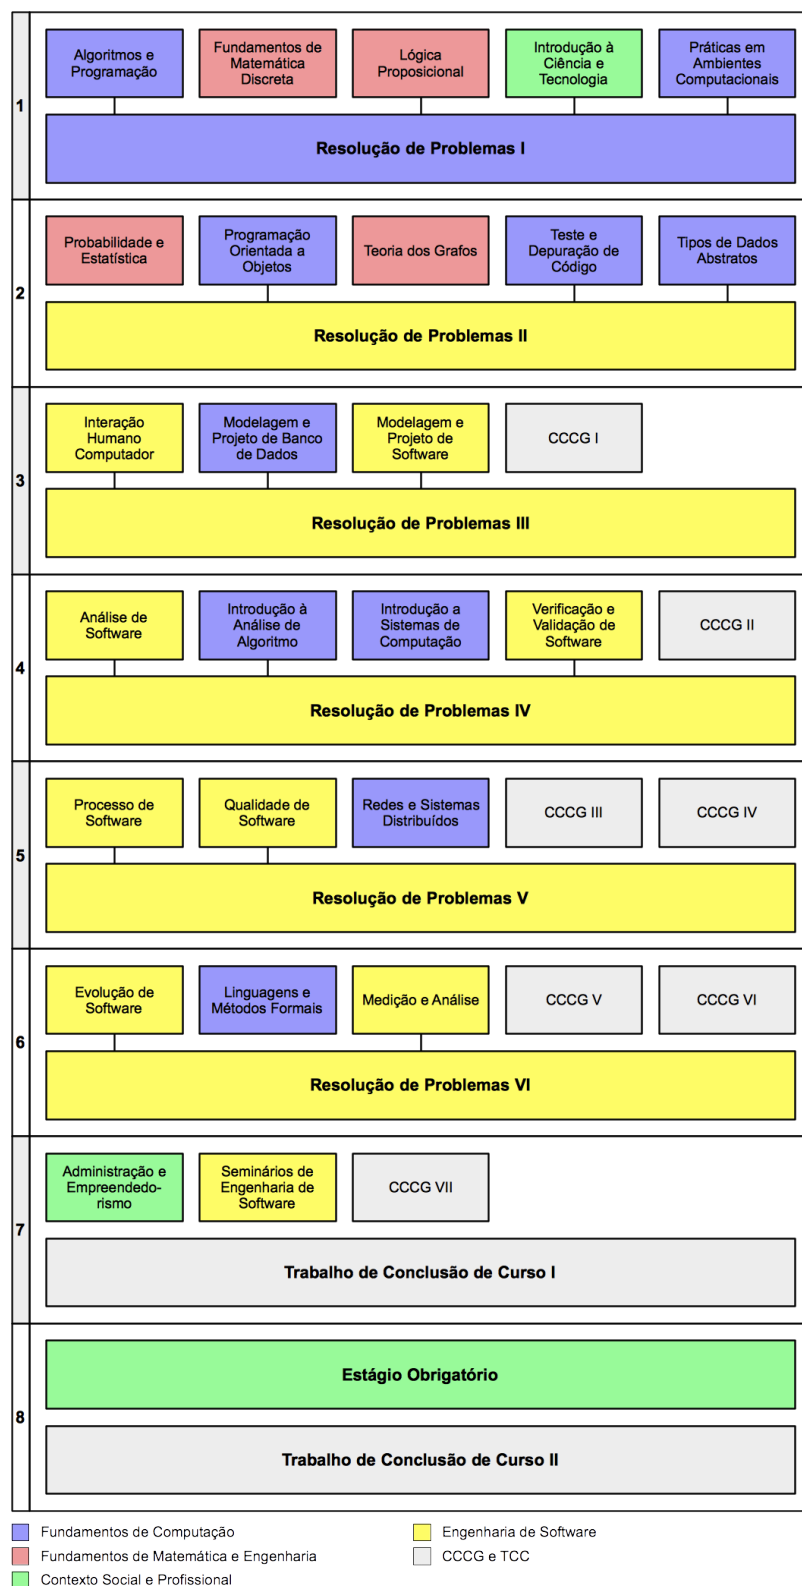 1
Algoritmos e
Programação
Fundamentos de
Matemática
Discreta
Lógica
Proposicional
Introdução à
Ciência e
Tecnologia
Práticas em
Ambientes
Computacionais
Resolução de Problemas I
2
Probabilidade e
Estatística
Programação
Orientada a
Objetos
Teoria dos Grafos
Teste e
Depuração de
Código
Tipos de Dados
Abstratos
Resolução de Problemas II
3
Interação
Humano
Computador
Modelagem e
Projeto de Banco
de Dados
Modelagem e
Projeto de
Software
CCCG I
Resolução de Problemas III
4
Análise de
Software
Introdução à
Análise de
Algoritmo
Introdução a
Sistemas de
Computação
Verificação e
Validação de
Software
CCCG II
Resolução de Problemas IV
5
Processo de
Software
Qualidade de
Software
Redes e Sistemas
Distribuídos
CCCG III
CCCG IV
Resolução de Problemas V
6
Evolução de
Software
Linguagens e
Métodos Formais
Medição e Análise
CCCG V
CCCG VI
Resolução de Problemas VI
7
Administração e
Empreendedo-
rismo
Seminários de
Engenharia de
Software
CCCG VII
Trabalho de Conclusão de Curso I
8
Estágio Obrigatório
Trabalho de Conclusão de Curso II
Fundamentos de Computação
Fundamentos de Matemática e Engenharia
Contexto Social e Profissional
Engenharia de Software
CCCG e TCC